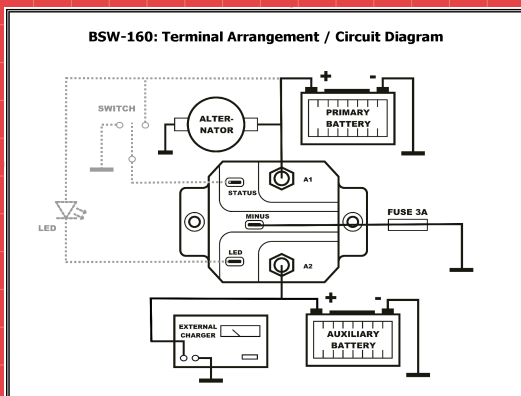 BSW-160: Terminal Arrangement / Circuit Diagram
+ -
SWITCH
ALTER-
NATOR
PRIMARY
BATTERY
A1
STATUS
MINUS
FUSE 3A
LED
LED
A2
+ -
EXTERNAL
CHARGER
AUXILIARY
BATTERY